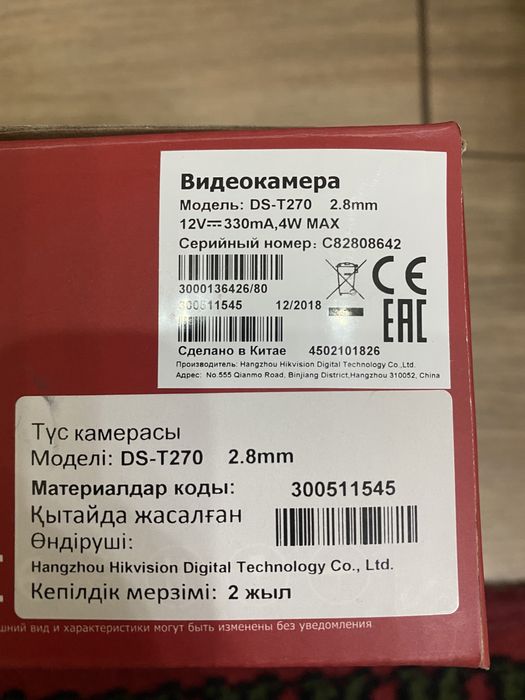 Видеокамера
Модель: DS-T270 2.8mm
12V⎓330mA,4W MAX
Серийный номер: C82808642
3000136426/80
300511545 12/2018
CE
EAC
Сделано в Китае 4502101826
Производитель: Hangzhou Hikvision Digital Technology Co.,Ltd.
Адрес: No.555 Qianmo Road, Binjiang District,Hangzhou 310052, China
Түс камерасы
Моделі: DS-T270 2.8mm
Материалдар коды: 300511545
Қытайда жасалған
Өндіруші:
Hangzhou Hikvision Digital Technology Co., Ltd.
Кепілдік мерзімі: 2 жыл
вид и характеристики могут быть изменены без уведомления